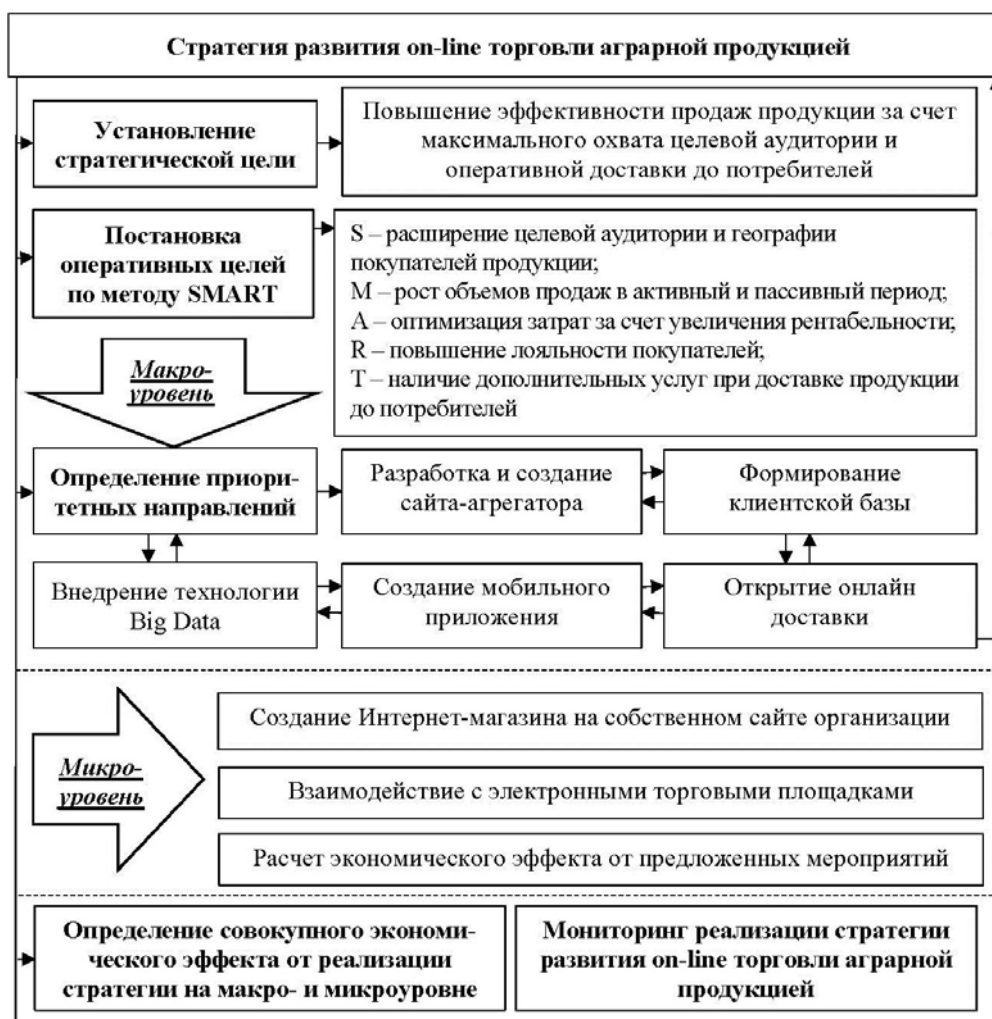 Стратегия развития on-line торговли аграрной продукцией
Установление
стратегической цели
Повышение эффективности продаж продукции за счет
максимального охвата целевой аудитории и
оперативной доставки до потребителей
Постановка
оперативных целей
по методу SMART
S – расширение целевой аудитории и географии
покупателей продукции;
M – рост объемов продаж в активный и пассивный период;
A – оптимизация затрат за счет увеличения рентабельности;
R – повышение лояльности покупателей;
T – наличие дополнительных услуг при доставке продукции
до потребителей
Макро-
уровень
Определение приори-
тетных направлений
Разработка и создание
сайта-агрегатора
Формирование
клиентской базы
Внедрение технологии
Big Data
Создание мобильного
приложения
Открытие онлайн
доставки
Микро-
уровень
Создание Интернет-магазина на собственном сайте организации
Взаимодействие с электронными торговыми площадками
Расчет экономического эффекта от предложенных мероприятий
Определение совокупного экономи-
ческого эффекта от реализации
стратегии на макро- и микроуровне
Мониторинг реализации стратегии
развития on-line торговли аграрной
продукцией